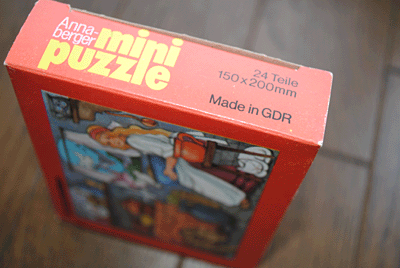 Anna-
berger
mini
puzzle
24 Teile
150x200mm
Made in GDR